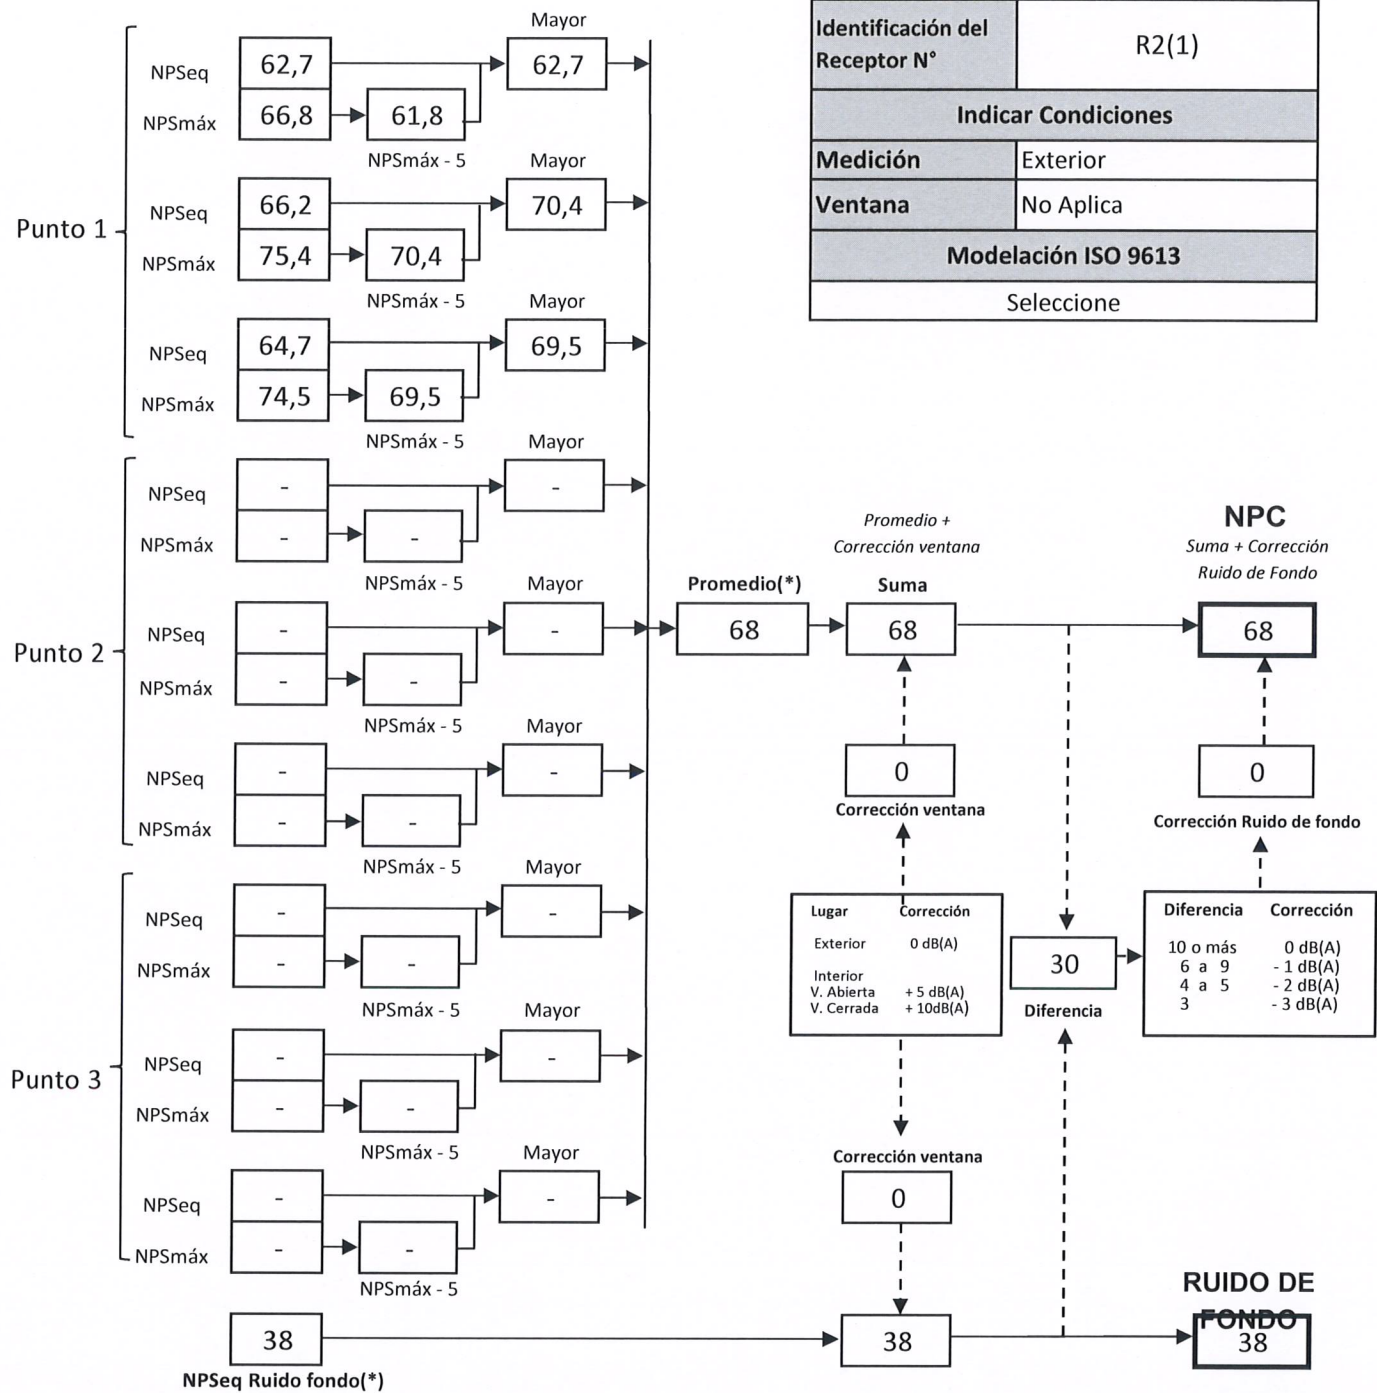 Identificación del
Receptor N°
R2(1)
Indicar Condiciones
Medición
Exterior
Ventana
No Aplica
Modelación ISO 9613
Seleccione
Punto 1
Mayor
NPSeq
62,7
62,7
NPSmáx
66,8
61,8
NPSmáx - 5
Mayor
NPSeq
66,2
70,4
NPSmáx
75,4
70,4
NPSmáx - 5
Mayor
NPSeq
64,7
69,5
NPSmáx
74,5
69,5
NPSmáx - 5
Punto 2
Mayor
NPSeq
-
-
NPSmáx
-
-
NPSmáx - 5
Mayor
NPSeq
-
-
NPSmáx
-
-
NPSmáx - 5
Mayor
NPSeq
-
-
NPSmáx
-
-
NPSmáx - 5
Punto 3
Mayor
NPSeq
-
-
NPSmáx
-
-
NPSmáx - 5
Mayor
NPSeq
-
-
NPSmáx
-
-
NPSmáx - 5
Mayor
NPSeq
-
-
NPSmáx
-
-
NPSmáx - 5
38
NPSeq Ruido fondo(*)
Promedio(*)
68
Promedio +
Corrección ventana
Suma
68
0
Corrección ventana
Lugar Corrección
Exterior 0 dB(A)
Interior
V. Abierta + 5 dB(A)
V. Cerrada + 10dB(A)
Corrección ventana
0
38
30
Diferencia
NPC
Suma + Corrección
Ruido de Fondo
68
0
Corrección Ruido de fondo
Diferencia Corrección
10 o más 0 dB(A)
6 a 9 - 1 dB(A)
4 a 5 - 2 dB(A)
3 - 3 dB(A)
RUIDO DE
FONDO
38